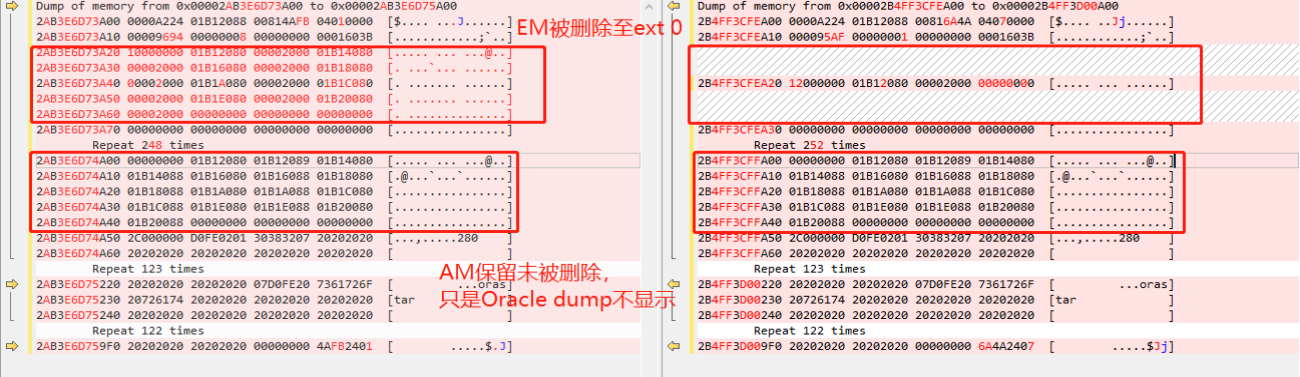 Dump of memory from 0x00002AB3E6D73A00 to 0x00002AB3E6D75A00
2AB3E6D73A00 0000A224 01B12088 00814AFB 04010000 [$..... ...J......]
2AB3E6D73A10 00009694 00000008 00000000 0001603B [............;`..]
EM被删除至ext 0
2AB3E6D73A20 10000000 01B12080 00002000 01B14080 [..... ... ...@..]
2AB3E6D73A30 00002000 01B16080 00002000 01B18080 [. ...`... ......]
2AB3E6D73A40 00002000 01B1A080 00002000 01B1C080 [. ....... ......]
2AB3E6D73A50 00002000 01B1E080 00002000 01B20080 [. ....... ......]
2AB3E6D73A60 00002000 00000000 00000000 00000000 [. ..............]
2AB3E6D73A70 00000000 00000000 00000000 00000000 [................]
Repeat 248 times
2AB3E6D74A00 00000000 01B12080 01B12089 01B14080 [..... ... ...@..]
2AB3E6D74A10 01B14088 01B16080 01B16088 01B18080 [.@...`...`......]
2AB3E6D74A20 01B18088 01B1A080 01B1A088 01B1C080 [................]
2AB3E6D74A30 01B1C088 01B1E080 01B1E088 01B20080 [................]
2AB3E6D74A40 01B20088 00000000 00000000 00000000 [................]
2AB3E6D74A50 2C000000 D0FE0201 30383207 20202020 [...,.....280    ]
2AB3E6D74A60 20202020 20202020 20202020 20202020 [                ]
Repeat 123 times
AM保留未被删除，
只是Oracle dump不显示
2AB3E6D75220 20202020 20202020 07D0FE20 7361726F [         ...oras]
2AB3E6D75230 20726174 20202020 20202020 20202020 [tar             ]
2AB3E6D75240 20202020 20202020 20202020 20202020 [                ]
Repeat 122 times
2AB3E6D759F0 20202020 20202020 00000000 4AFB2401 [        .....$.J]
Dump of memory from 0x00002B4FF3CFEA00 to 0x00002B4FF3D00A00
2B4FF3CFEA00 0000A224 01B12088 00816A4A 04070000 [$..... ..Jj......]
2B4FF3CFEA10 000095AF 00000001 00000000 0001603B [............;`..]
2B4FF3CFEA20 12000000 01B12080 00002000 00000000 [..... ... ......]
2B4FF3CFEA30 00000000 00000000 00000000 00000000 [................]
Repeat 252 times
2B4FF3CFFA00 00000000 01B12080 01B12089 01B14080 [..... ... ...@..]
2B4FF3CFFA10 01B14088 01B16080 01B16088 01B18080 [.@...`...`......]
2B4FF3CFFA20 01B18088 01B1A080 01B1A088 01B1C080 [................]
2B4FF3CFFA30 01B1C088 01B1E080 01B1E088 01B20080 [................]
2B4FF3CFFA40 01B20088 00000000 00000000 00000000 [................]
2B4FF3CFFA50 2C000000 D0FE0201 30383207 20202020 [...,.....280    ]
2B4FF3CFFA60 20202020 20202020 20202020 20202020 [                ]
Repeat 123 times
2B4FF3D00220 20202020 20202020 07D0FE20 7361726F [         ...oras]
2B4FF3D00230 20726174 20202020 20202020 20202020 [tar             ]
2B4FF3D00240 20202020 20202020 20202020 20202020 [                ]
Repeat 122 times
2B4FF3D009F0 20202020 20202020 00000000 6A4A2407 [        .....$Jj]